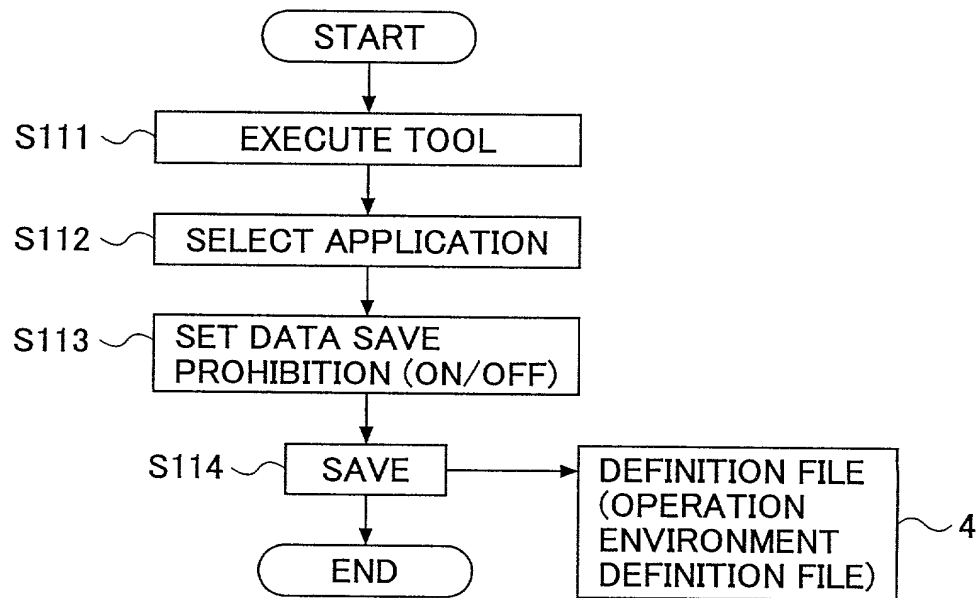 START
S111
EXECUTE TOOL
S112
SELECT APPLICATION
S113
SET DATA SAVE
PROHIBITION (ON/OFF)
S114
SAVE
DEFINITION FILE
(OPERATION
ENVIRONMENT
DEFINITION FILE)
4
END